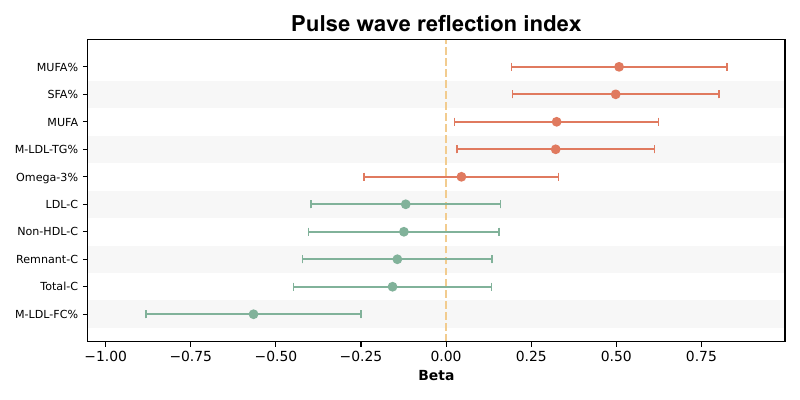 Pulse wave reflection index
MUFA%
SFA%
MUFA
M-LDL-TG%
Omega-3%
LDL-C
Non-HDL-C
Remnant-C
Total-C
M-LDL-FC%
−1.00 −0.75 −0.50 −0.25 0.00 0.25 0.50 0.75
Beta